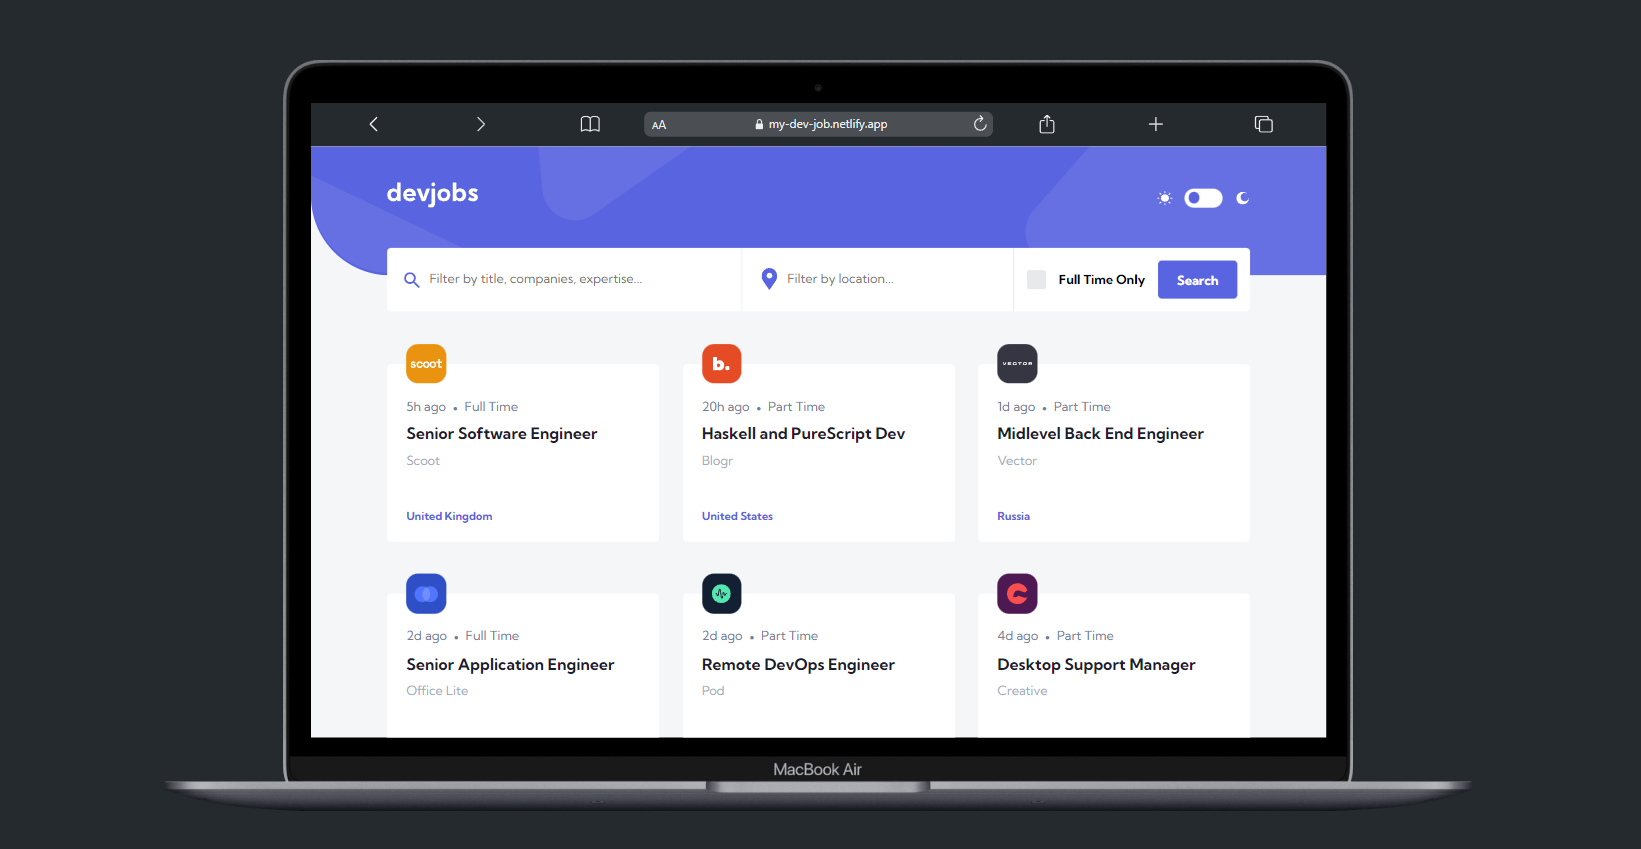 AA my-dev-job.netlify.app
devjobs
Filter by title, companies, expertise...
Filter by location...
Full Time Only
Search
scoot
b.
VECTOR
5h ago • Full Time
Senior Software Engineer
Scoot
United Kingdom
20h ago • Part Time
Haskell and PureScript Dev
Blogr
United States
1d ago • Part Time
Midlevel Back End Engineer
Vector
Russia
2d ago • Full Time
Senior Application Engineer
Office Lite
2d ago • Part Time
Remote DevOps Engineer
Pod
4d ago • Part Time
Desktop Support Manager
Creative
MacBook Air